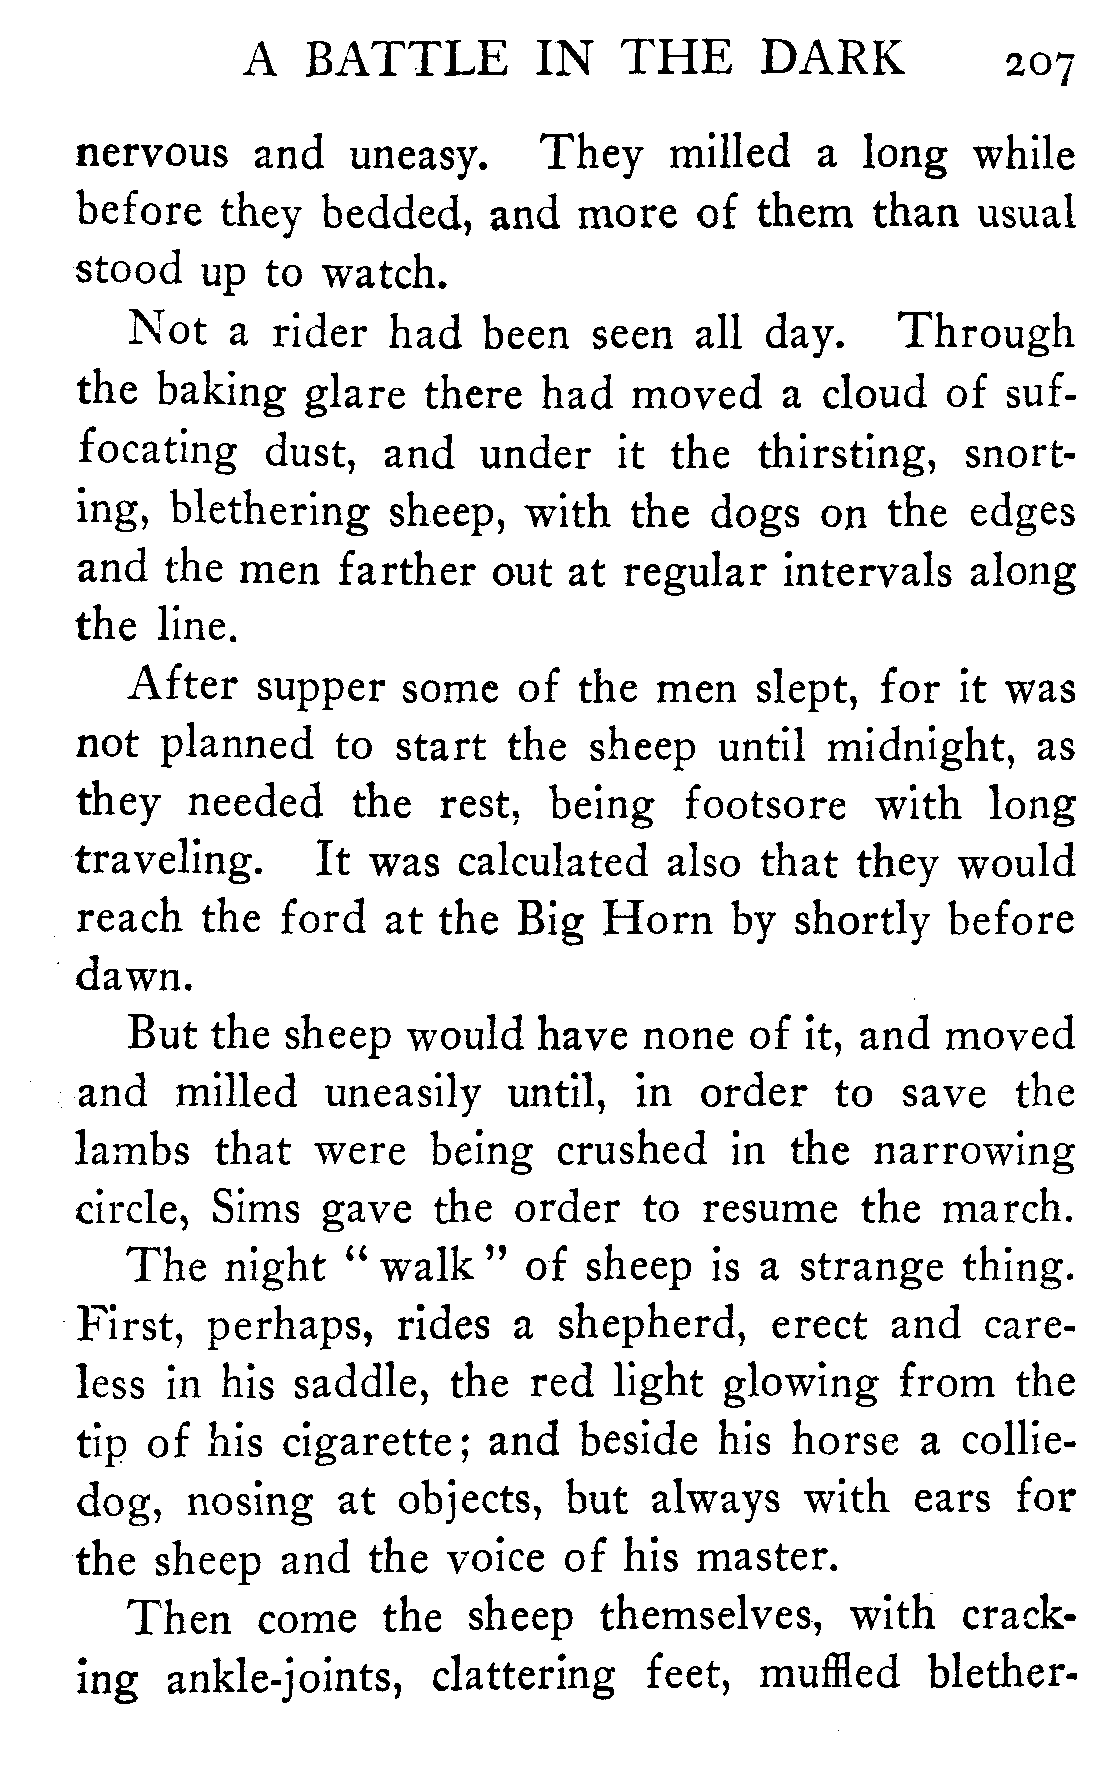 A BATTLE IN THE DARK 207
nervous and uneasy. They milled a long while
before they bedded, and more of them than usual
stood up to watch.
Not a rider had been seen all day. Through
the baking glare there had moved a cloud of suf-
focating dust, and under it the thirsting, snort-
ing, blethering sheep, with the dogs on the edges
and the men farther out at regular intervals along
the line.
After supper some of the men slept, for it was
not planned to start the sheep until midnight, as
they needed the rest, being footsore with long
traveling. It was calculated also that they would
reach the ford at the Big Horn by shortly before
dawn.
But the sheep would have none of it, and moved
and milled uneasily until, in order to save the
lambs that were being crushed in the narrowing
circle, Sims gave the order to resume the march.
The night “ walk ” of sheep is a strange thing.
First, perhaps, rides a shepherd, erect and care-
less in his saddle, the red light glowing from the
tip of his cigarette; and beside his horse a collie-
dog, nosing at objects, but always with ears for
the sheep and the voice of his master.
Then come the sheep themselves, with crack-
ing ankle-joints, clattering feet, muffled blether-